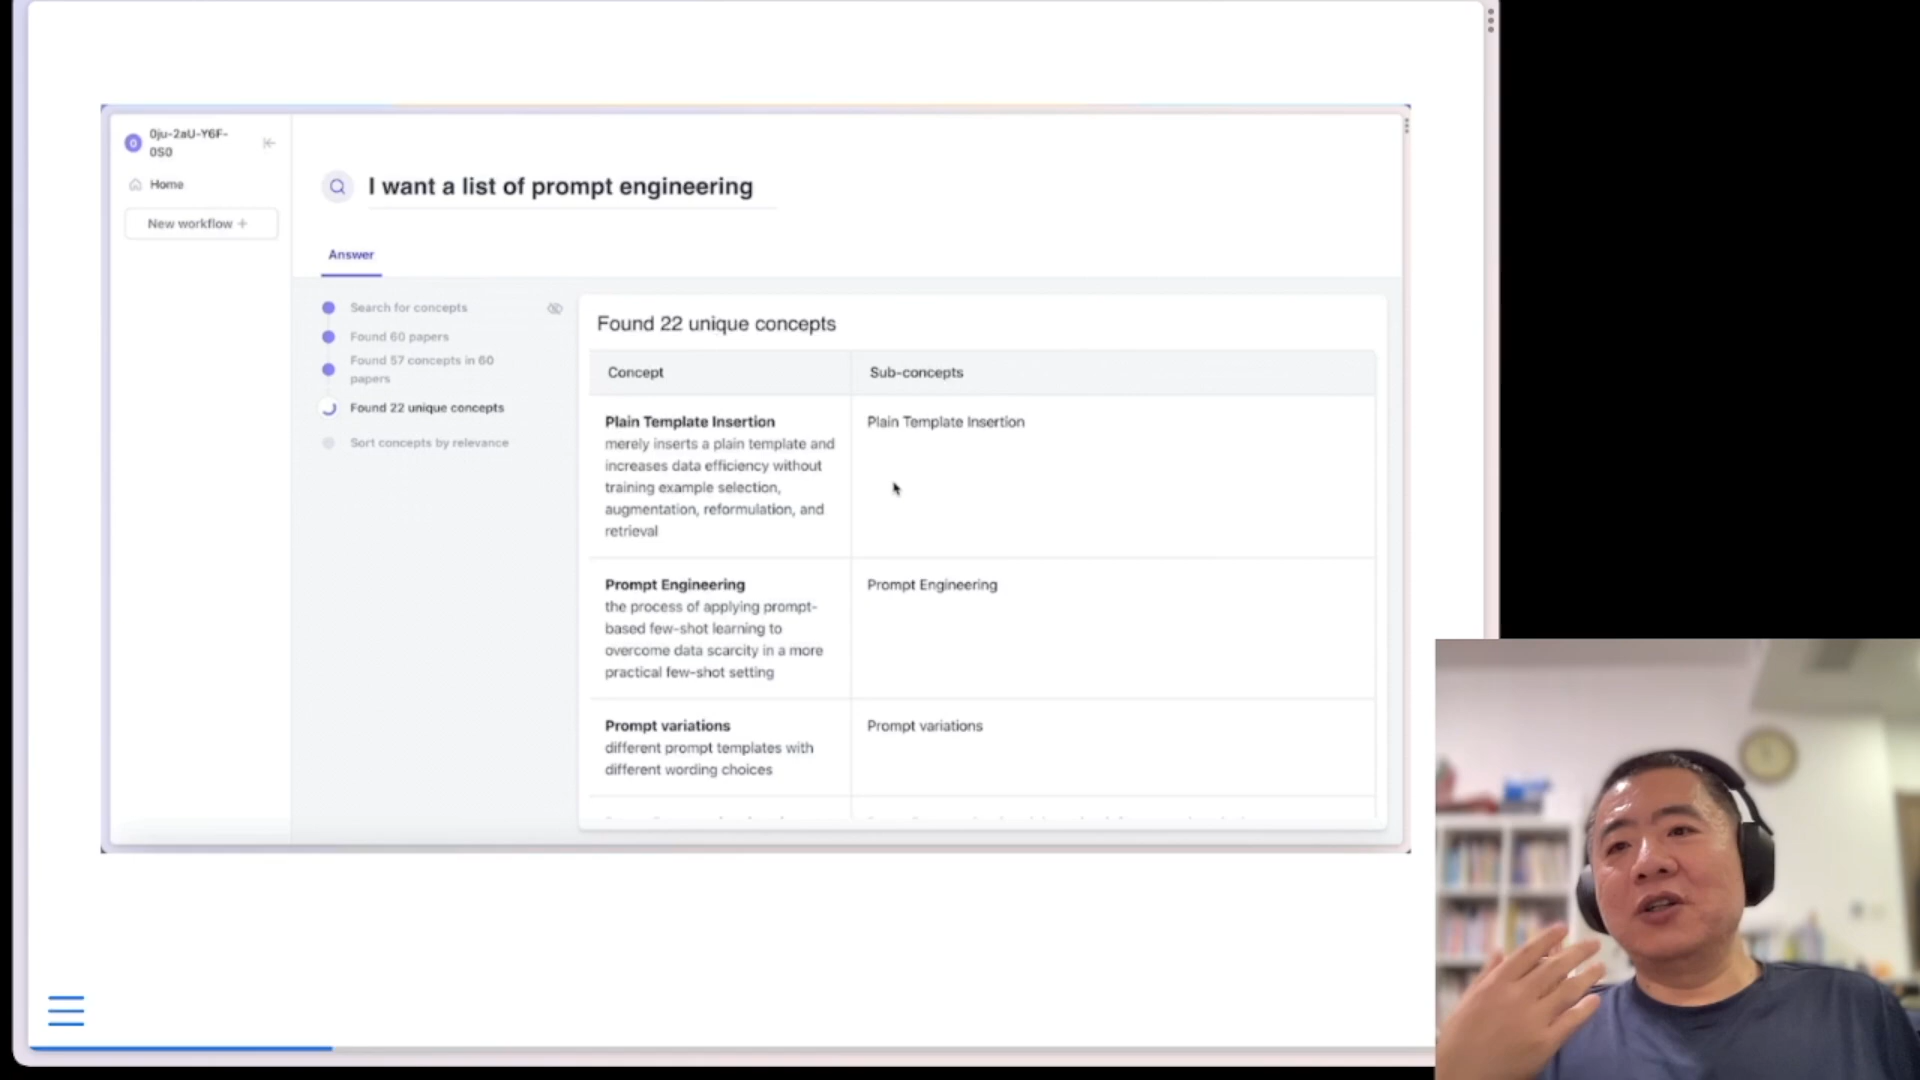 0ju-2aU-Y6F-
0S0
Home
New workflow +
I want a list of prompt engineering
Answer
Search for concepts
Found 60 papers
Found 57 concepts in 60
papers
Found 22 unique concepts
Sort concepts by relevance
Found 22 unique concepts
Concept
Sub-concepts
Plain Template Insertion
merely inserts a plain template and
increases data efficiency without
training example selection,
augmentation, reformulation, and
retrieval
Plain Template Insertion
Prompt Engineering
the process of applying prompt-
based few-shot learning to
overcome data scarcity in a more
practical few-shot setting
Prompt Engineering
Prompt variations
different prompt templates with
different wording choices
Prompt variations